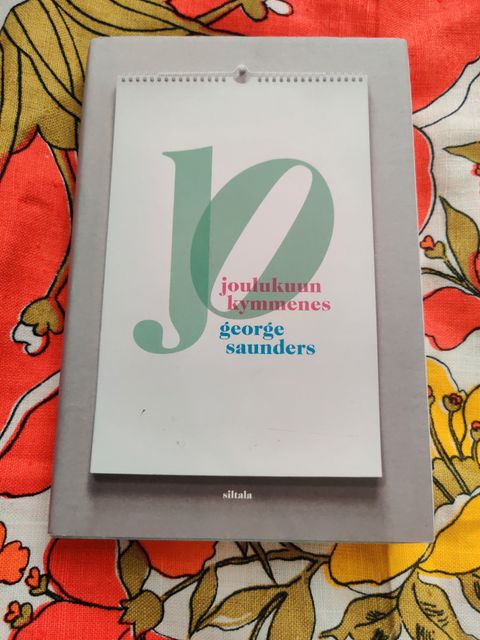 10
joulukuun
kymmenes
george
saunders
siltala